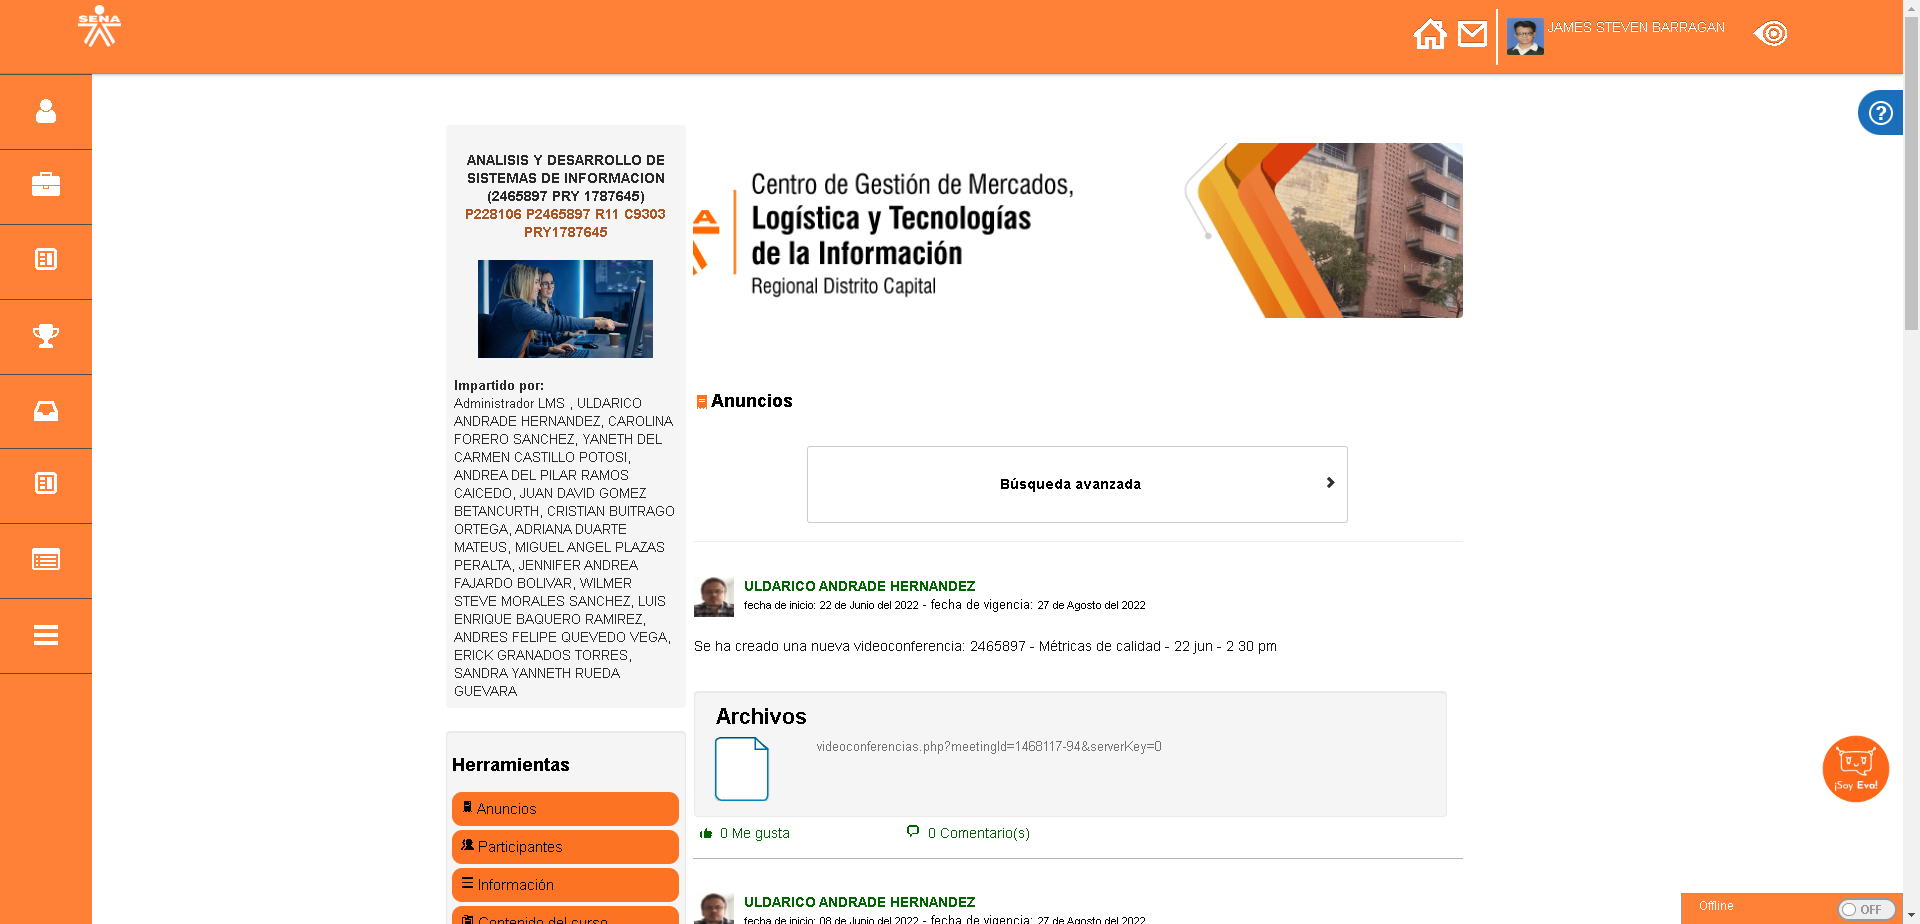 SENA
JAMES STEVEN BARRAGAN
ANALISIS Y DESARROLLO DE
SISTEMAS DE INFORMACION
(2465897 PRY 1787645)
P228106 P2465897 R11 C9303
PRY1787645
Impartido por:
Administrador LMS , ULDARICO
ANDRADE HERNANDEZ, CAROLINA
FORERO SANCHEZ, YANETH DEL
CARMEN CASTILLO POTOSI,
ANDREA DEL PILAR RAMOS
CAICEDO, JUAN DAVID GOMEZ
BETANCURTH, CRISTIAN BUITRAGO
ORTEGA, ADRIANA DUARTE
MATEUS, MIGUEL ANGEL PLAZAS
PERALTA, JENNIFER ANDREA
FAJARDO BOLIVAR, WILMER
STEVE MORALES SANCHEZ, LUIS
ENRIQUE BAQUERO RAMIREZ,
ANDRES FELIPE QUEVEDO VEGA,
ERICK GRANADOS TORRES,
SANDRA YANNETH RUEDA
GUEVARA
Herramientas
Anuncios
Participantes
Información
Contenido del curso
A
Centro de Gestión de Mercados,
Logística y Tecnologías
de la Información
Regional Distrito Capital
Anuncios
Búsqueda avanzada
ULDARICO ANDRADE HERNANDEZ
fecha de inicio: 22 de Junio del 2022 - fecha de vigencia: 27 de Agosto del 2022
Se ha creado una nueva videoconferencia: 2465897 - Métricas de calidad - 22 jun - 2 30 pm
Archivos
videoconferencias.php?meetingId=1468117-94&serverKey=0
0 Me gusta
0 Comentario(s)
ULDARICO ANDRADE HERNANDEZ
fecha de inicio: 08 de Junio del 2022 - fecha de vigencia: 27 de Agosto del 2022
?
¡Soy Eva!
Offline
OFF